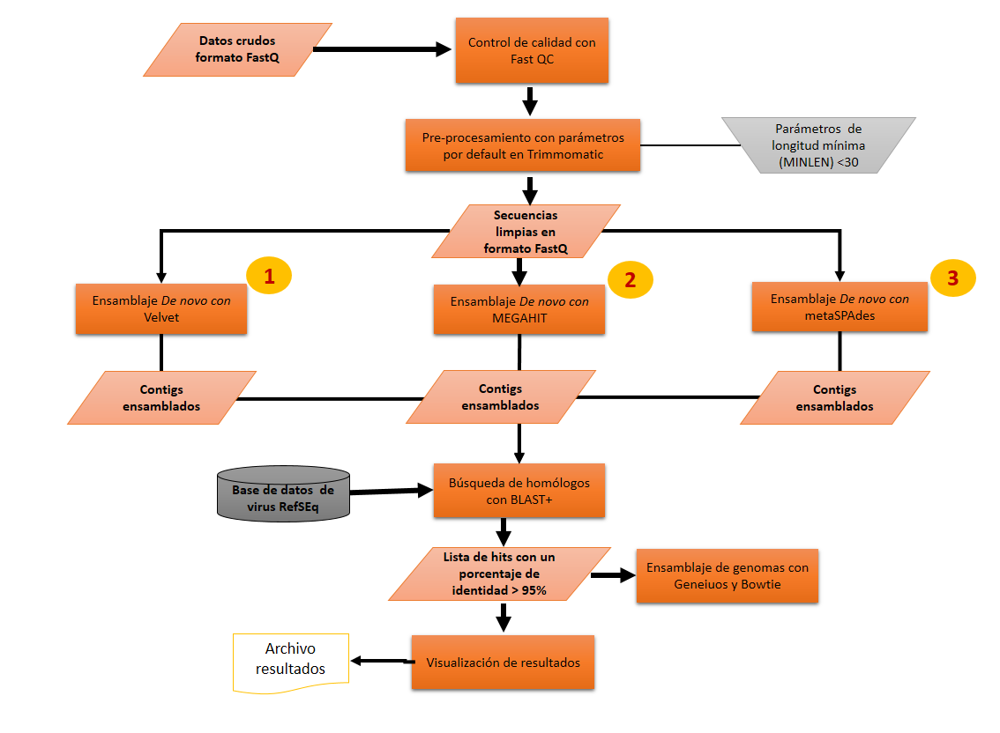 Datos crudos
formato FastQ
Control de calidad con
Fast QC
Pre-procesamiento con parámetros
por default en Trimmomatic
Parámetros de
longitud mínima
(MINLEN) <30
Secuencias
limpias en
formato FastQ
1
2
3
Ensamblaje De novo con
Velvet
Ensamblaje De novo con
MEGAHIT
Ensamblaje De novo con
metaSPAdes
Contigs
ensamblados
Contigs
ensamblados
Contigs
ensamblados
Base de datos de
virus RefSEq
Búsqueda de homólogos
con BLAST+
Lista de hits con un
porcentaje de
identidad > 95%
Ensamblaje de genomas con
Geneiuos y Bowtie
Archivo
resultados
Visualización de resultados